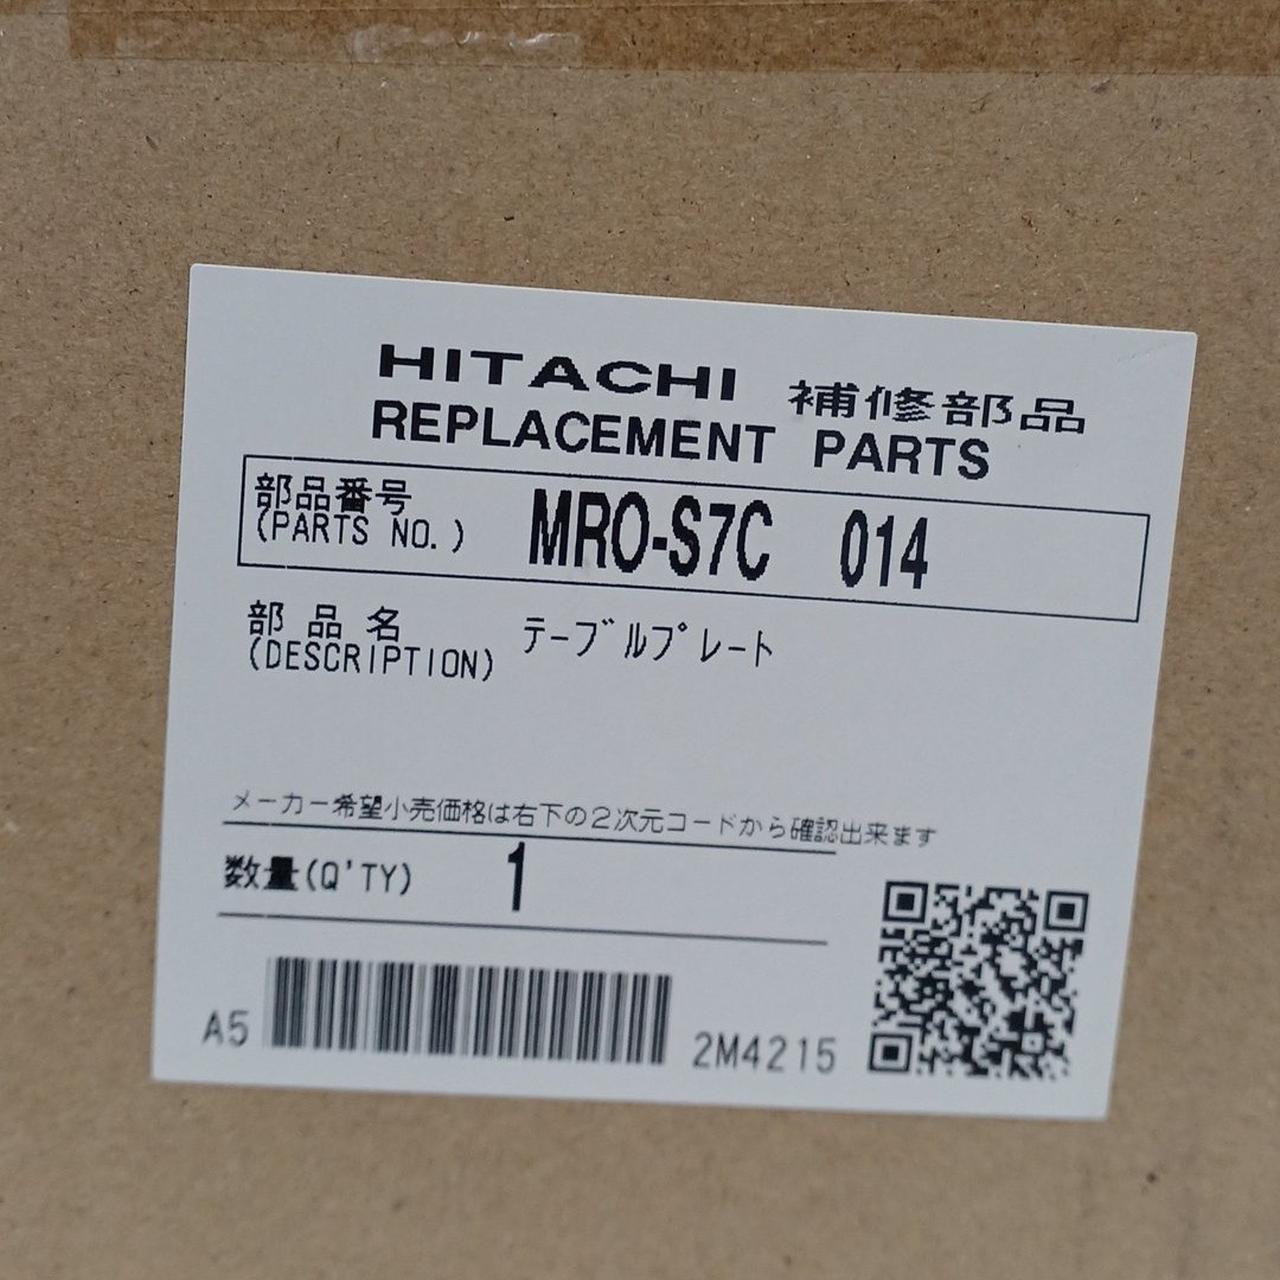 HITACHI 補修部品
REPLACEMENT PARTS
部品番号
(PARTS NO.) MRO-S7C 014
部品名
(DESCRIPTION) テーブルプレート
メーカー希望小売価格は右下の2次元コードから確認出来ます
数量(Q'TY) 1
A5 2M4215